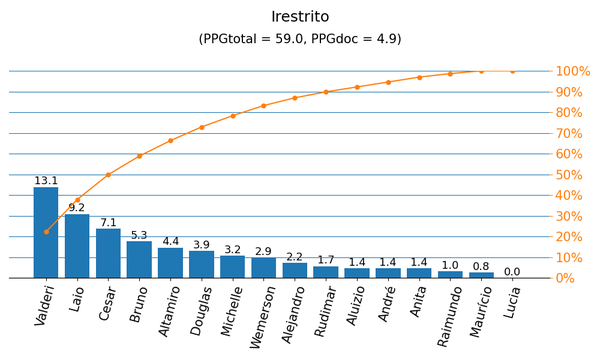 Irestrito
(PPGtotal = 59.0, PPGdoc = 4.9)
100%
90%
80%
70%
60%
50%
40%
30%
20%
10%
0%
13.1
9.2
7.1
5.3
4.4
3.9
3.2
2.9
2.2
1.7
1.4
1.4
1.4
1.0
0.8
0.0
Valderi
Laio
Cesar
Bruno
Altamiro
Douglas
Michelle
Wemerson
Alejandro
Rudimar
Aluizio
André
Anita
Raimundo
Maurício
Lucia